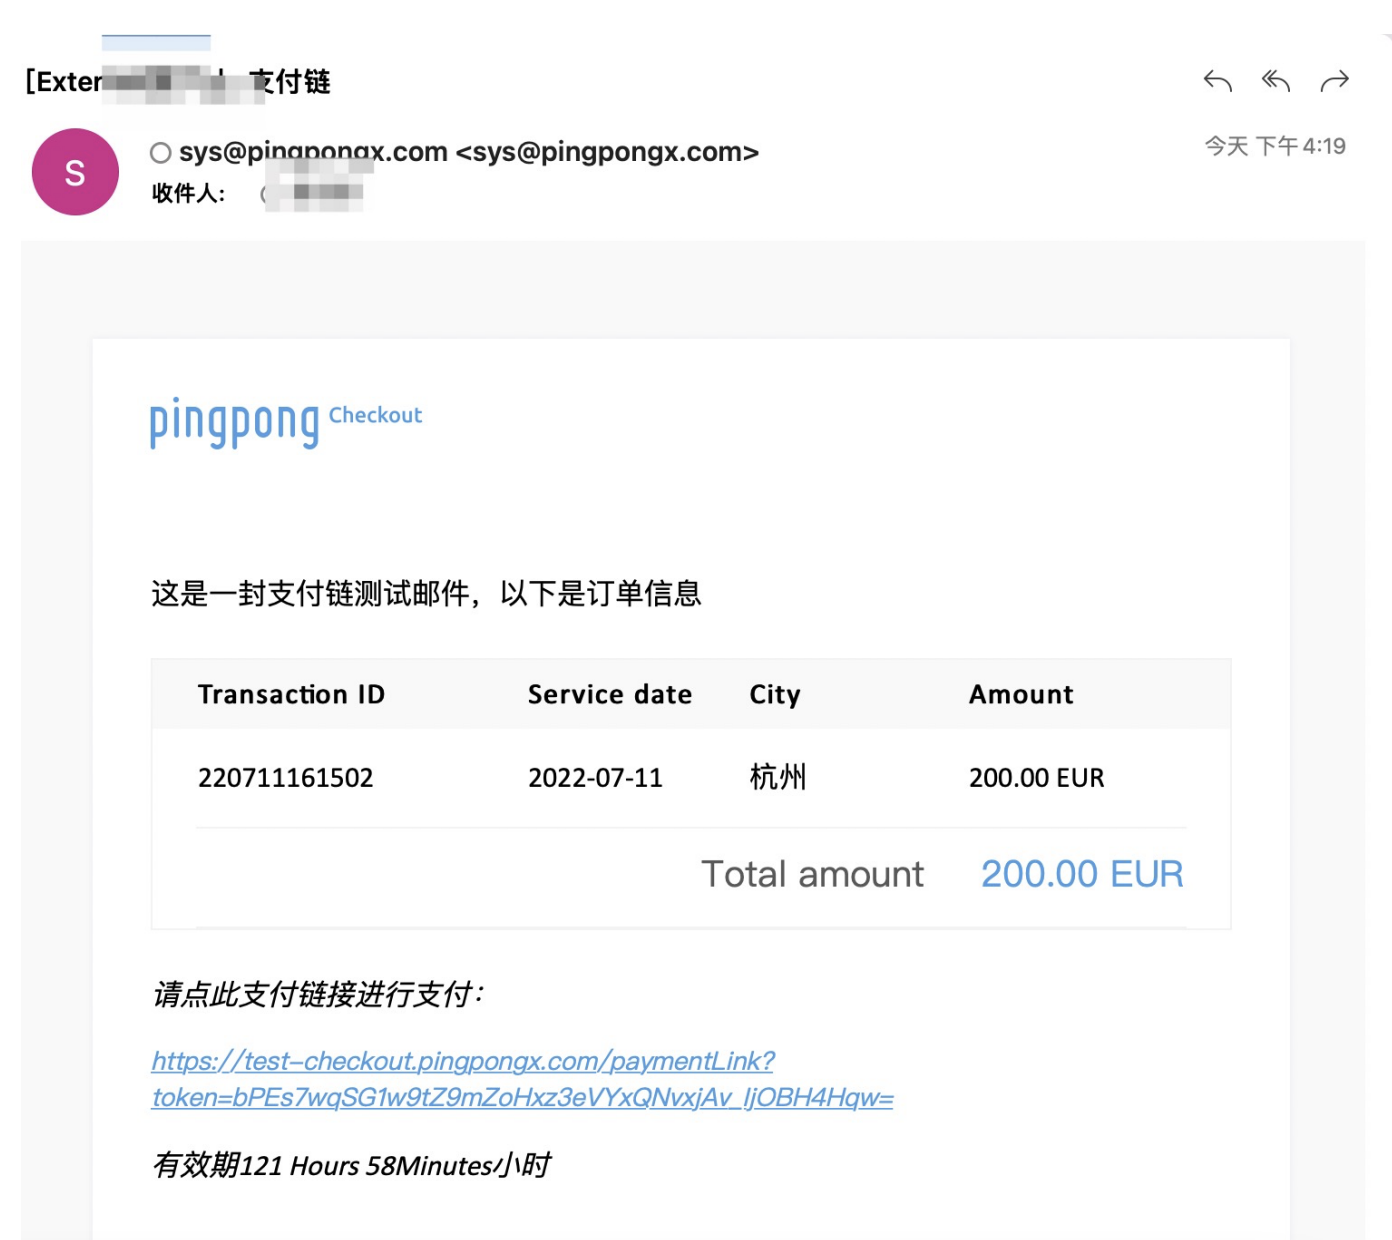 [Exter 支付链
今天 下午4:19
S
sys@pingpongx.com <sys@pingpongx.com>
收件人:
pingpong Checkout
这是一封支付链测试邮件，以下是订单信息
Transaction ID Service date City Amount
220711161502 2022-07-11 杭州 200.00 EUR
Total amount 200.00 EUR
请点此支付链接进行支付：
https://test-checkout.pingpongx.com/paymentLink?
token=bPEs7wqSG1w9tZ9mZoHxz3eVYxQNvxjAv_IjOBH4Hqw=
有效期121 Hours 58Minutes小时